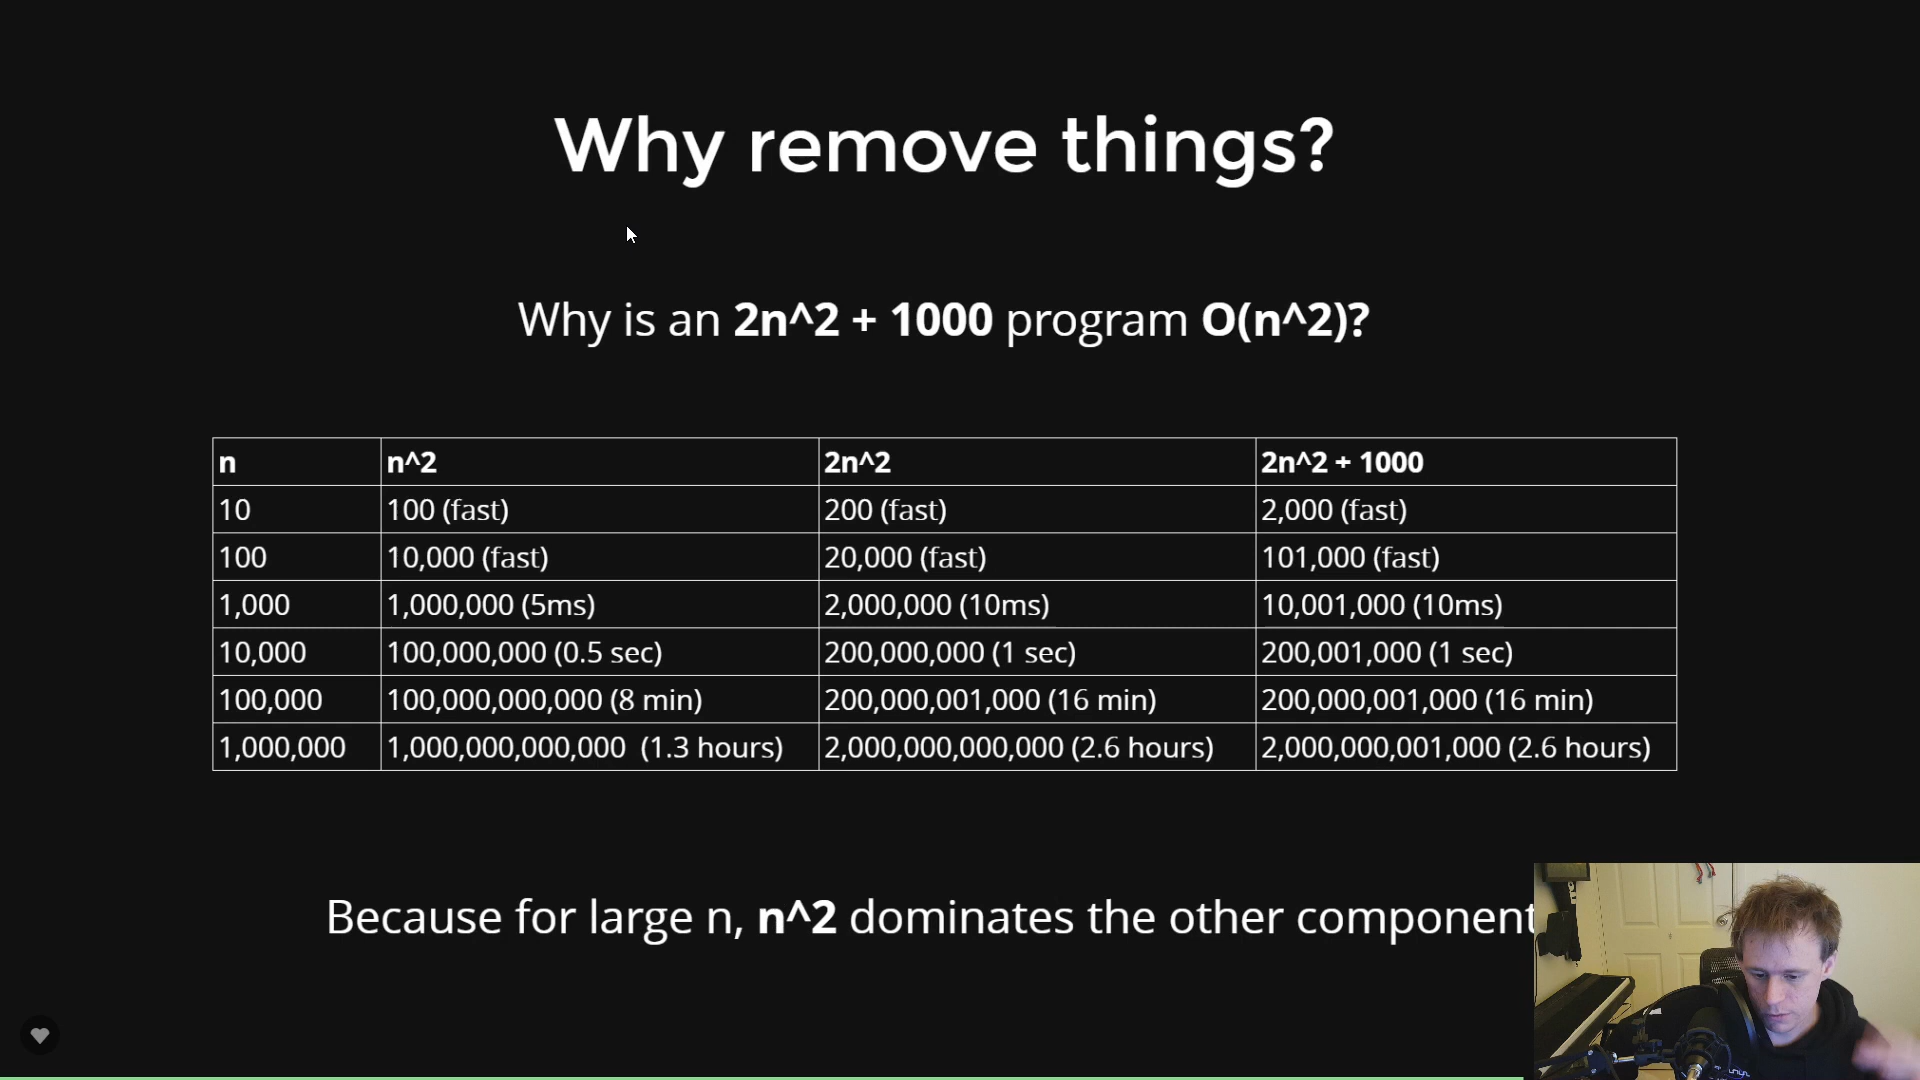 Why remove things?
Why is an 2n^2 + 1000 program O(n^2)?
n n^2 2n^2 2n^2 + 1000
10 100 (fast) 200 (fast) 2,000 (fast)
100 10,000 (fast) 20,000 (fast) 101,000 (fast)
1,000 1,000,000 (5ms) 2,000,000 (10ms) 10,001,000 (10ms)
10,000 100,000,000 (0.5 sec) 200,000,000 (1 sec) 200,001,000 (1 sec)
100,000 100,000,000,000 (8 min) 200,000,001,000 (16 min) 200,000,001,000 (16 min)
1,000,000 1,000,000,000,000 (1.3 hours) 2,000,000,000,000 (2.6 hours) 2,000,000,001,000 (2.6 hours)
Because for large n, n^2 dominates the other component